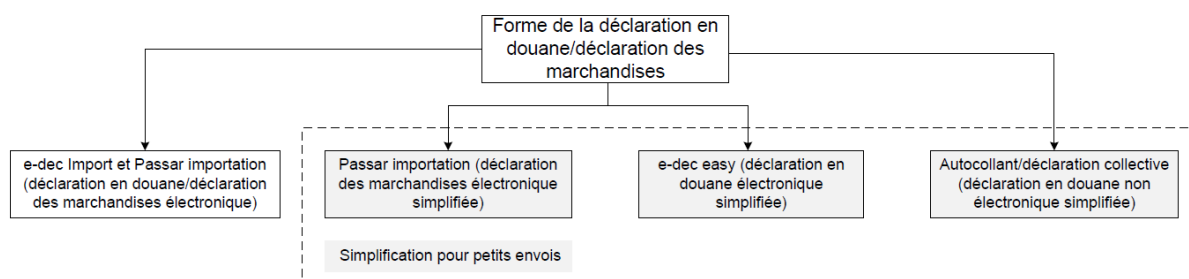 Forme de la déclaration en
douane/déclaration des
marchandises
e-dec Import et Passar importation
(déclaration en douane/déclaration
des marchandises électronique)
Passar importation (déclaration
des marchandises électronique
simplifiée)
e-dec easy (déclaration en
douane électronique
simplifiée)
Autocollant/déclaration collective
(déclaration en douane non
électronique simplifiée)
Simplification pour petits envois